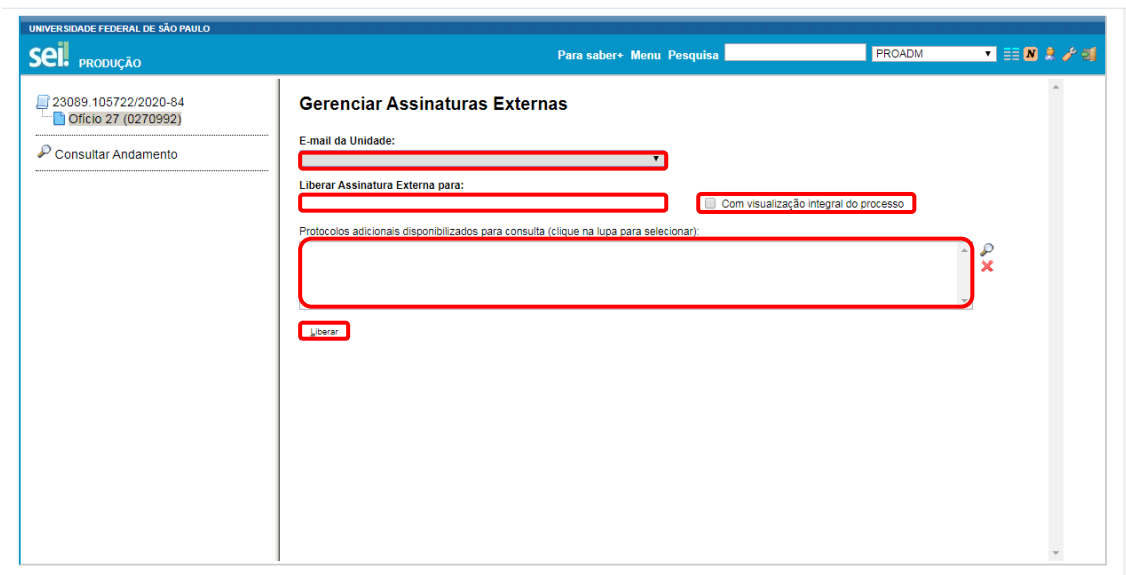 UNIVERSIDADE FEDERAL DE SÃO PAULO
sei! PRODUÇÃO
Para saber+ Menu Pesquisa PROADM
23089.105722/2020-84
Ofício 27 (0270992)
Consultar Andamento
Gerenciar Assinaturas Externas
E-mail da Unidade:
Liberar Assinatura Externa para:
Com visualização integral do processo
Protocolos adicionais disponibilizados para consulta (clique na lupa para selecionar):
Liberar